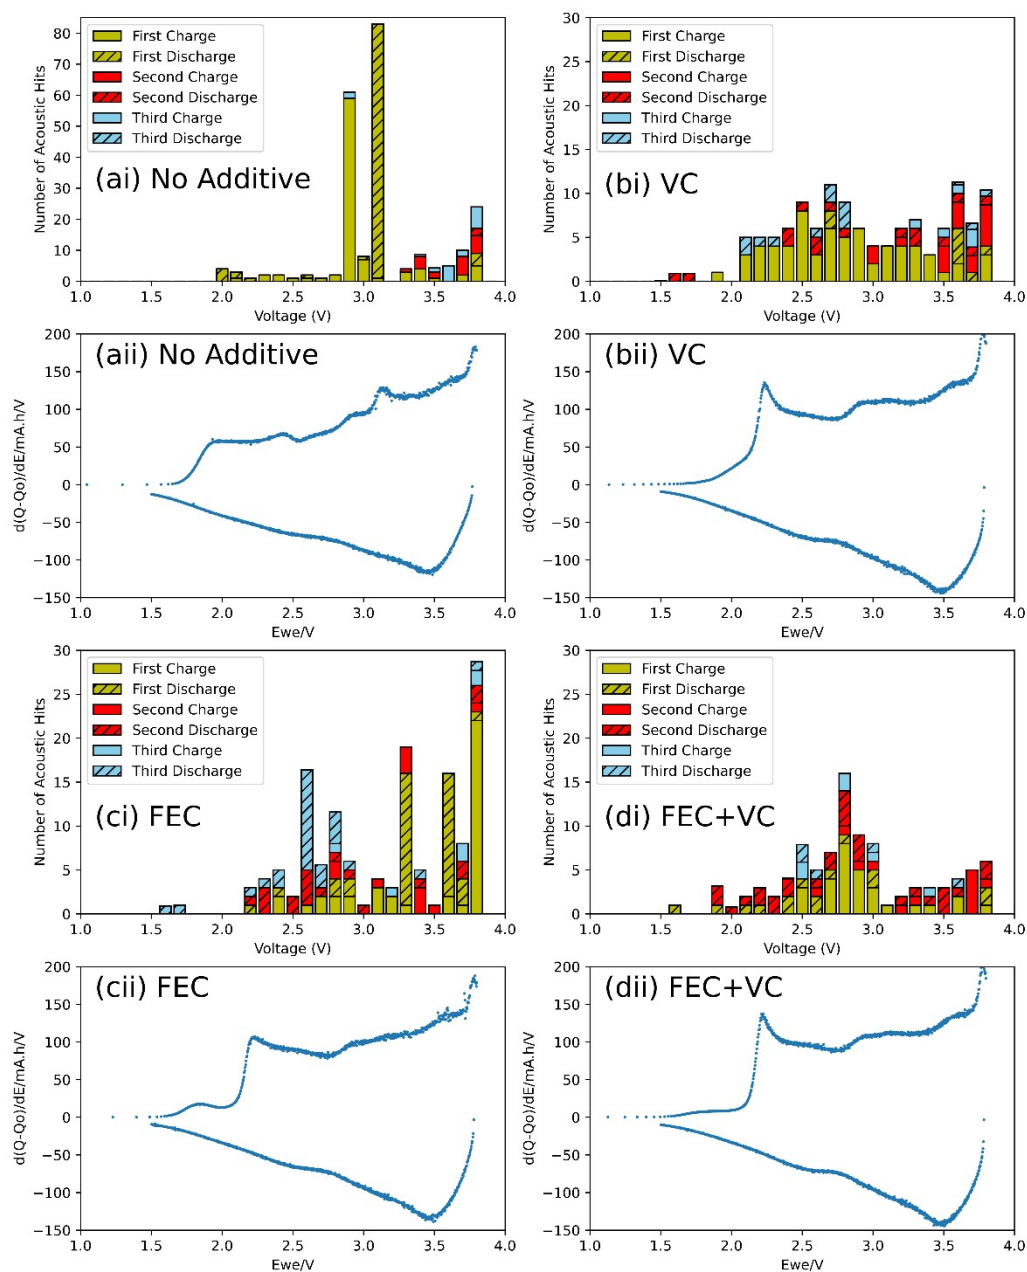 80
70
60
50
40
30
20
10
0
Number of Acoustic Hits
First Charge
First Discharge
Second Charge
Second Discharge
Third Charge
Third Discharge
(ai) No Additive
1.0 1.5 2.0 2.5 3.0 3.5 4.0
Voltage (V)
30
25
20
15
10
5
0
Number of Acoustic Hits
First Charge
First Discharge
Second Charge
Second Discharge
Third Charge
Third Discharge
(bi) VC
1.0 1.5 2.0 2.5 3.0 3.5 4.0
Voltage (V)
200
150
100
50
0
−50
−100
−150
d(Q-Qo)/dE/mA.h/V
(aii) No Additive
1.0 1.5 2.0 2.5 3.0 3.5 4.0
Ewe/V
200
150
100
50
0
−50
−100
−150
d(Q-Qo)/dE/mA.h/V
(bii) VC
1.0 1.5 2.0 2.5 3.0 3.5 4.0
Ewe/V
30
25
20
15
10
5
0
Number of Acoustic Hits
First Charge
First Discharge
Second Charge
Second Discharge
Third Charge
Third Discharge
(ci) FEC
1.0 1.5 2.0 2.5 3.0 3.5 4.0
Voltage (V)
30
25
20
15
10
5
0
Number of Acoustic Hits
First Charge
First Discharge
Second Charge
Second Discharge
Third Charge
Third Discharge
(di) FEC+VC
1.0 1.5 2.0 2.5 3.0 3.5 4.0
Voltage (V)
200
150
100
50
0
−50
−100
−150
d(Q-Qo)/dE/mA.h/V
(cii) FEC
1.0 1.5 2.0 2.5 3.0 3.5 4.0
Ewe/V
200
150
100
50
0
−50
−100
−150
d(Q-Qo)/dE/mA.h/V
(dii) FEC+VC
1.0 1.5 2.0 2.5 3.0 3.5 4.0
Ewe/V